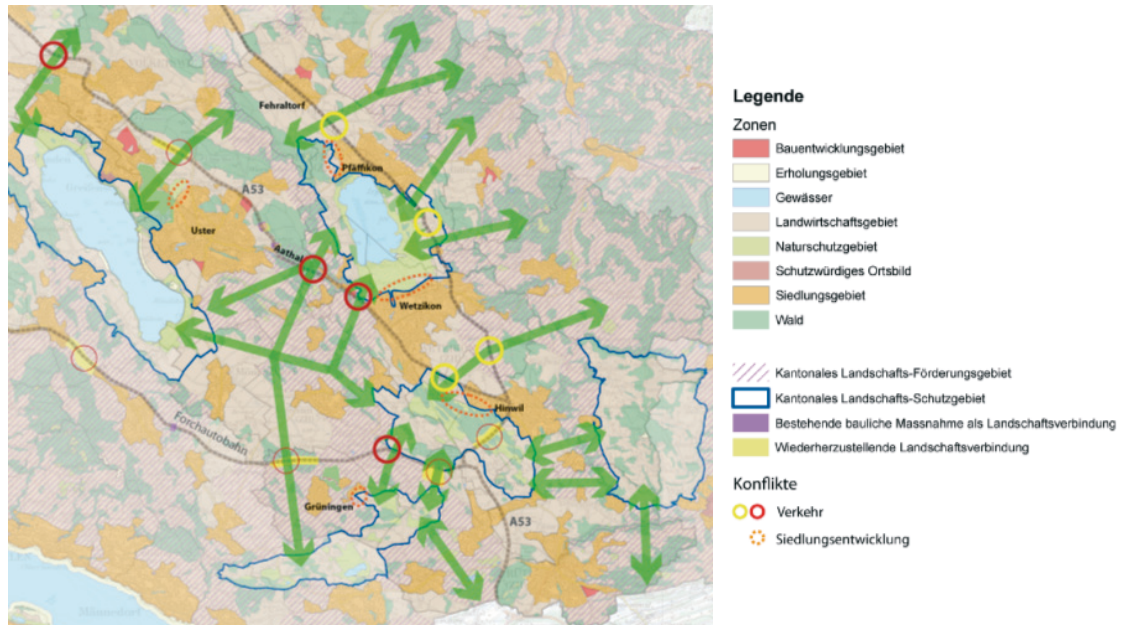 Fehraltorf
Pfäffikon
A53
Uster
Aathal
Wetzikon
Hinwil
Forchautobahn
Grüningen
A53
Männedorf
Legende
Zonen
Bauentwicklungsgebiet
Erholungsgebiet
Gewässer
Landwirtschaftsgebiet
Naturschutzgebiet
Schutzwürdiges Ortsbild
Siedlungsgebiet
Wald
Kantonales Landschafts-Förderungsgebiet
Kantonales Landschafts-Schutzgebiet
Bestehende bauliche Massnahme als Landschaftsverbindung
Wiederherzustellende Landschaftsverbindung
Konflikte
Verkehr
Siedlungsentwicklung